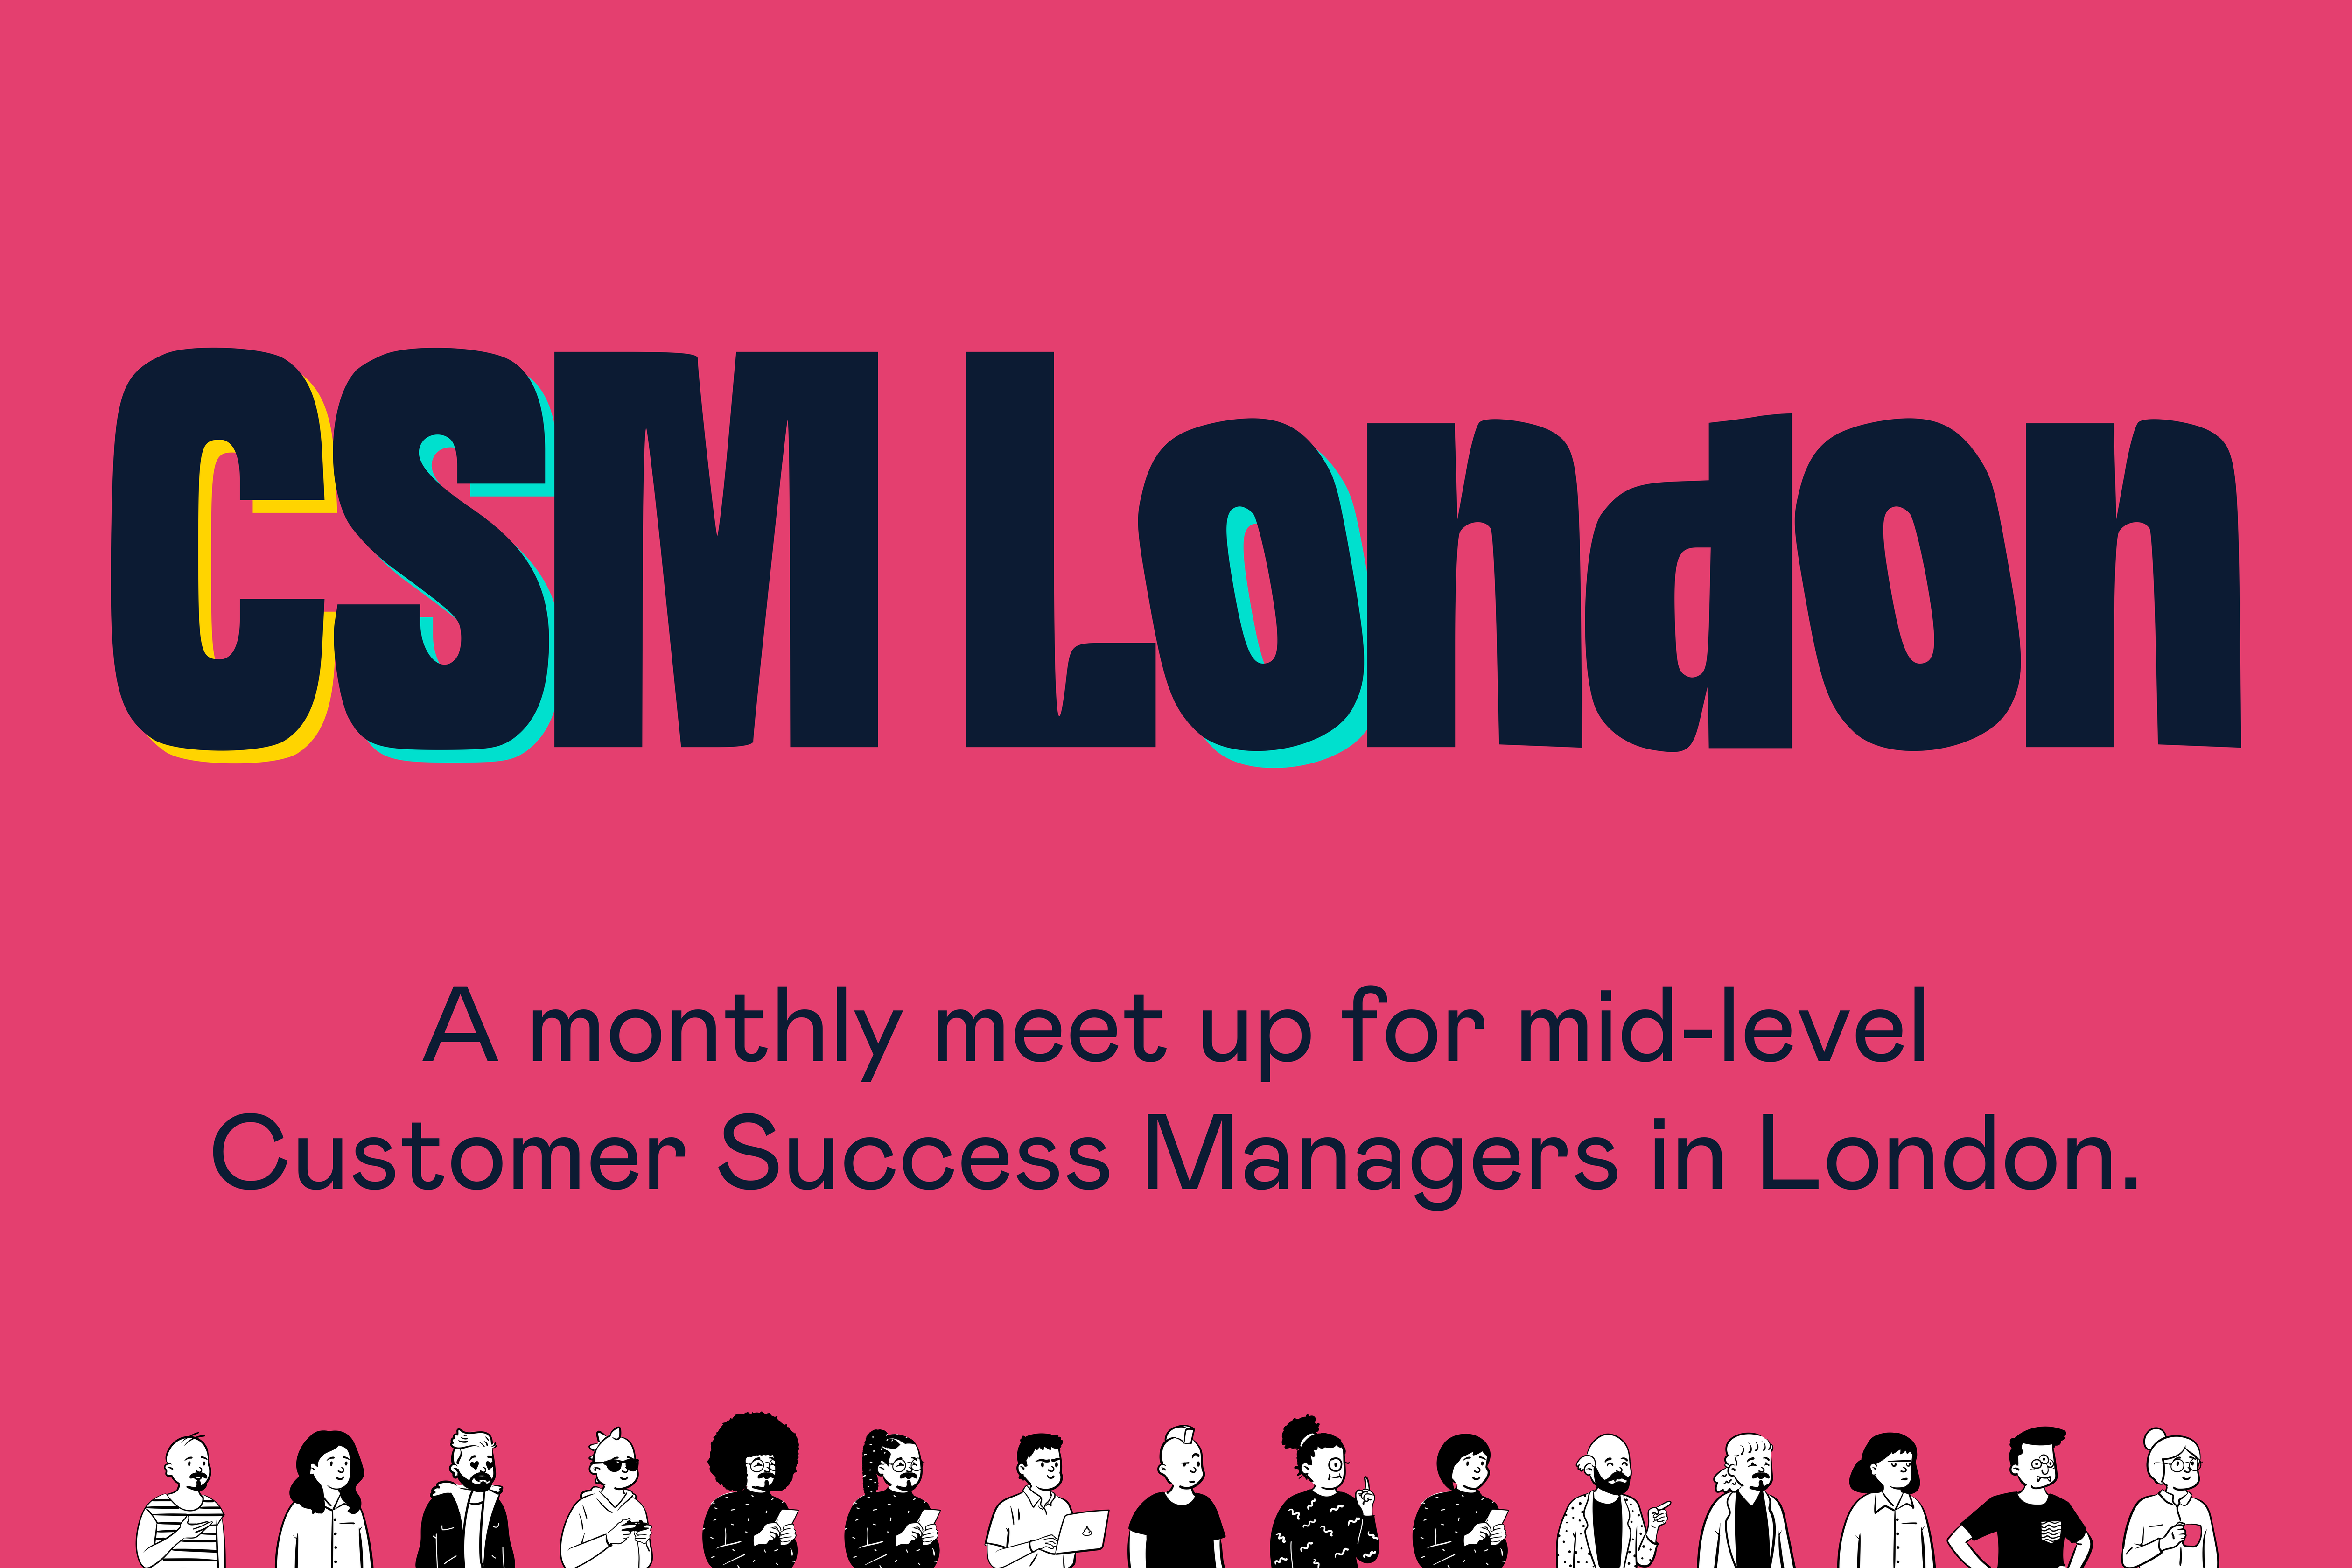 CSM London
A monthly meet up for mid-level
Customer Success Managers in London.